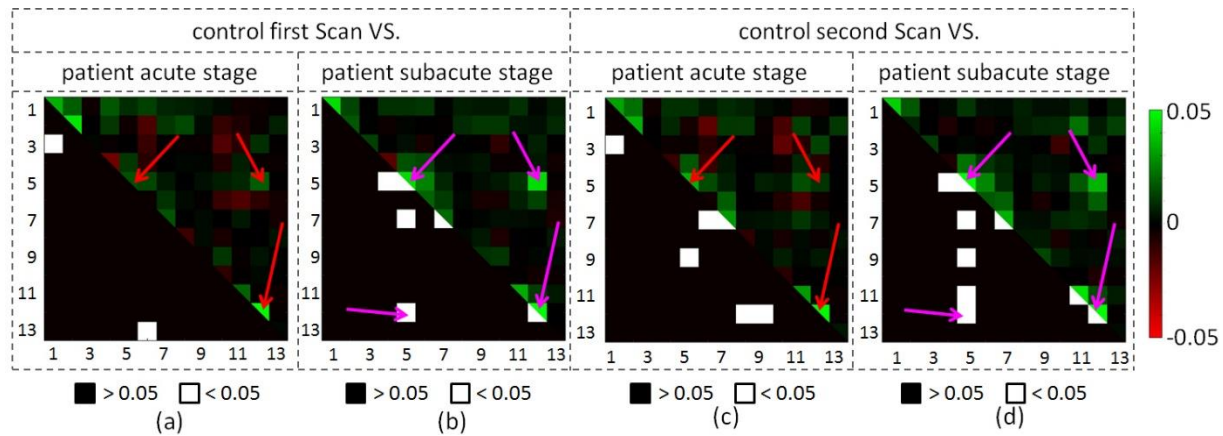 control first Scan VS. control second Scan VS.
patient acute stage patient subacute stage patient acute stage patient subacute stage
1 1 1 1 0.05
3 3 3 3
5 5 5 5
7 7 7 7 0
9 9 9 9
11 11 11 11
13 13 13 13 -0.05
1 3 5 7 9 11 13 1 3 5 7 9 11 13 1 3 5 7 9 11 13 1 3 5 7 9 11 13
> 0.05 < 0.05 > 0.05 < 0.05 > 0.05 < 0.05 > 0.05 < 0.05
(a) (b) (c) (d)